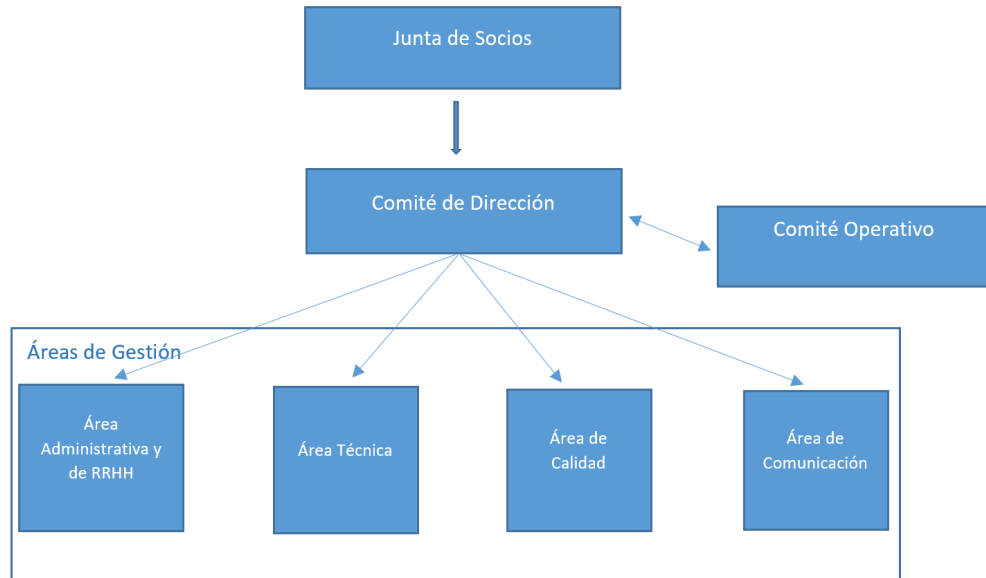 Junta de Socios
Comité de Dirección
Comité Operativo
Áreas de Gestión
Área
Administrativa y
de RRHH
Área Técnica
Área de
Calidad
Área de
Comunicación